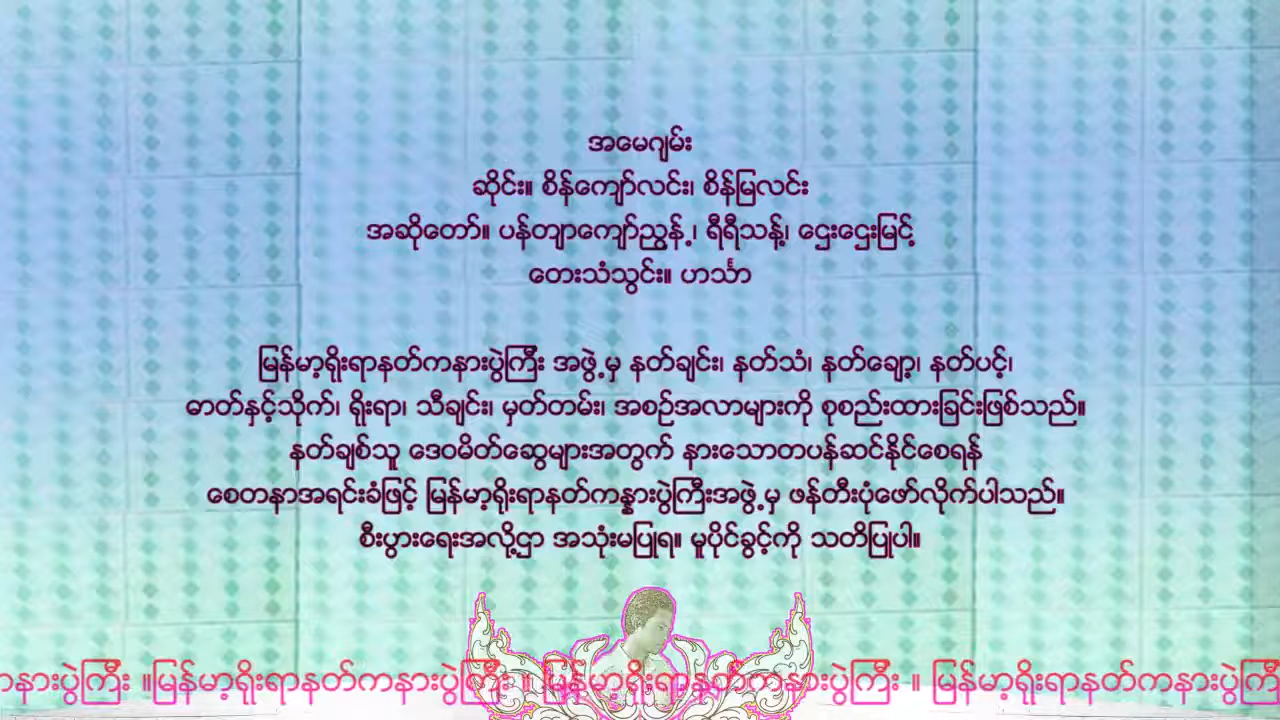 အမေဂျမ်း
ဆိုင်း။ စိန်ကျော်လင်း၊ စိန်မြလင်း
အဆိုတော်။ ပန်တျာကျော်ညွန့်၊ ရီရီသန့်၊ ဌေးဌေးမြင့်
တေးသံသွင်း။ ဟင်္သာ
မြန်မာ့ရိုးရာနတ်ကနားပွဲကြီး အဖွဲ့မှ နတ်ချင်း၊ နတ်သံ၊ နတ်ချော့၊ နတ်ပင့်၊
ဓာတ်နှင့်သိုက်၊ ရိုးရာ၊ သီချင်း၊ မှတ်တမ်း၊ အစဉ်အလာများကို စုစည်းထားခြင်းဖြစ်သည်။
နတ်ချစ်သူ ဒေဝမိတ်ဆွေများအတွက် နားသောတပန်ဆင်နိုင်စေရန်
စေတနာအရင်းခံဖြင့် မြန်မာ့ရိုးရာနတ်ကန္နားပွဲကြီးအဖွဲ့မှ ဖန်တီးပုံဖော်လိုက်ပါသည်။
စီးပွားရေးအလို့ဌာ အသုံးမပြုရ။ မူပိုင်ခွင့်ကို သတိပြုပါ။
နားပွဲကြီး ။မြန်မာ့ရိုးရာနတ်ကနားပွဲကြီး ။ မြန်မာ့ရိုးရာနတ်ကနားပွဲကြီး ။ မြန်မာ့ရိုးရာနတ်ကနားပွဲကြီ